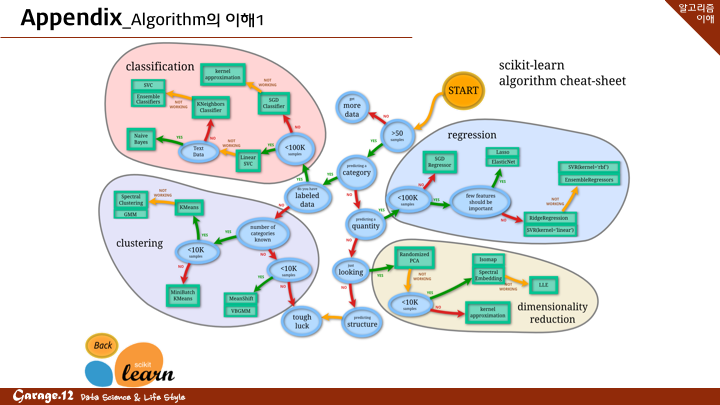 Appendix_Algorithm의 이해1
알고리즘
이해
scikit-learn
algorithm cheat-sheet
START
get
more
data
NO
>50
samples
YES
predicting a
category
YES
NO
do you have
labeled
data
YES
NO
predicting a
quantity
YES
NO
just
looking
YES
NO
predicting
structure
tough
luck
classification
kernel
approximation
NOT
WORKING
SVC
Ensemble
Classifiers
NOT
WORKING
KNeighbors
Classifier
SGD
Classifier
NO
NO
Naive
Bayes
YES
Text
Data
NOT
WORKING
Linear
SVC
YES
<100K
samples
regression
SGD
Regressor
NO
Lasso
ElasticNet
YES
SVR(kernel='rbf')
EnsembleRegressors
<100K
samples
YES
few features
should be
important
NOT
WORKING
NO
RidgeRegression
SVR(kernel='linear')
clustering
Spectral
Clustering
GMM
NOT
WORKING
KMeans
YES
number of
categories
known
YES
NO
<10K
samples
NO
MiniBatch
KMeans
<10K
samples
YES
NO
MeanShift
VBGMM
dimensionality
reduction
Randomized
PCA
NOT
WORKING
Isomap
Spectral
Embedding
NOT
WORKING
LLE
YES
<10K
samples
NO
kernel
approximation
Back
scikit
learn
Garage.12 Data Science & Life Style